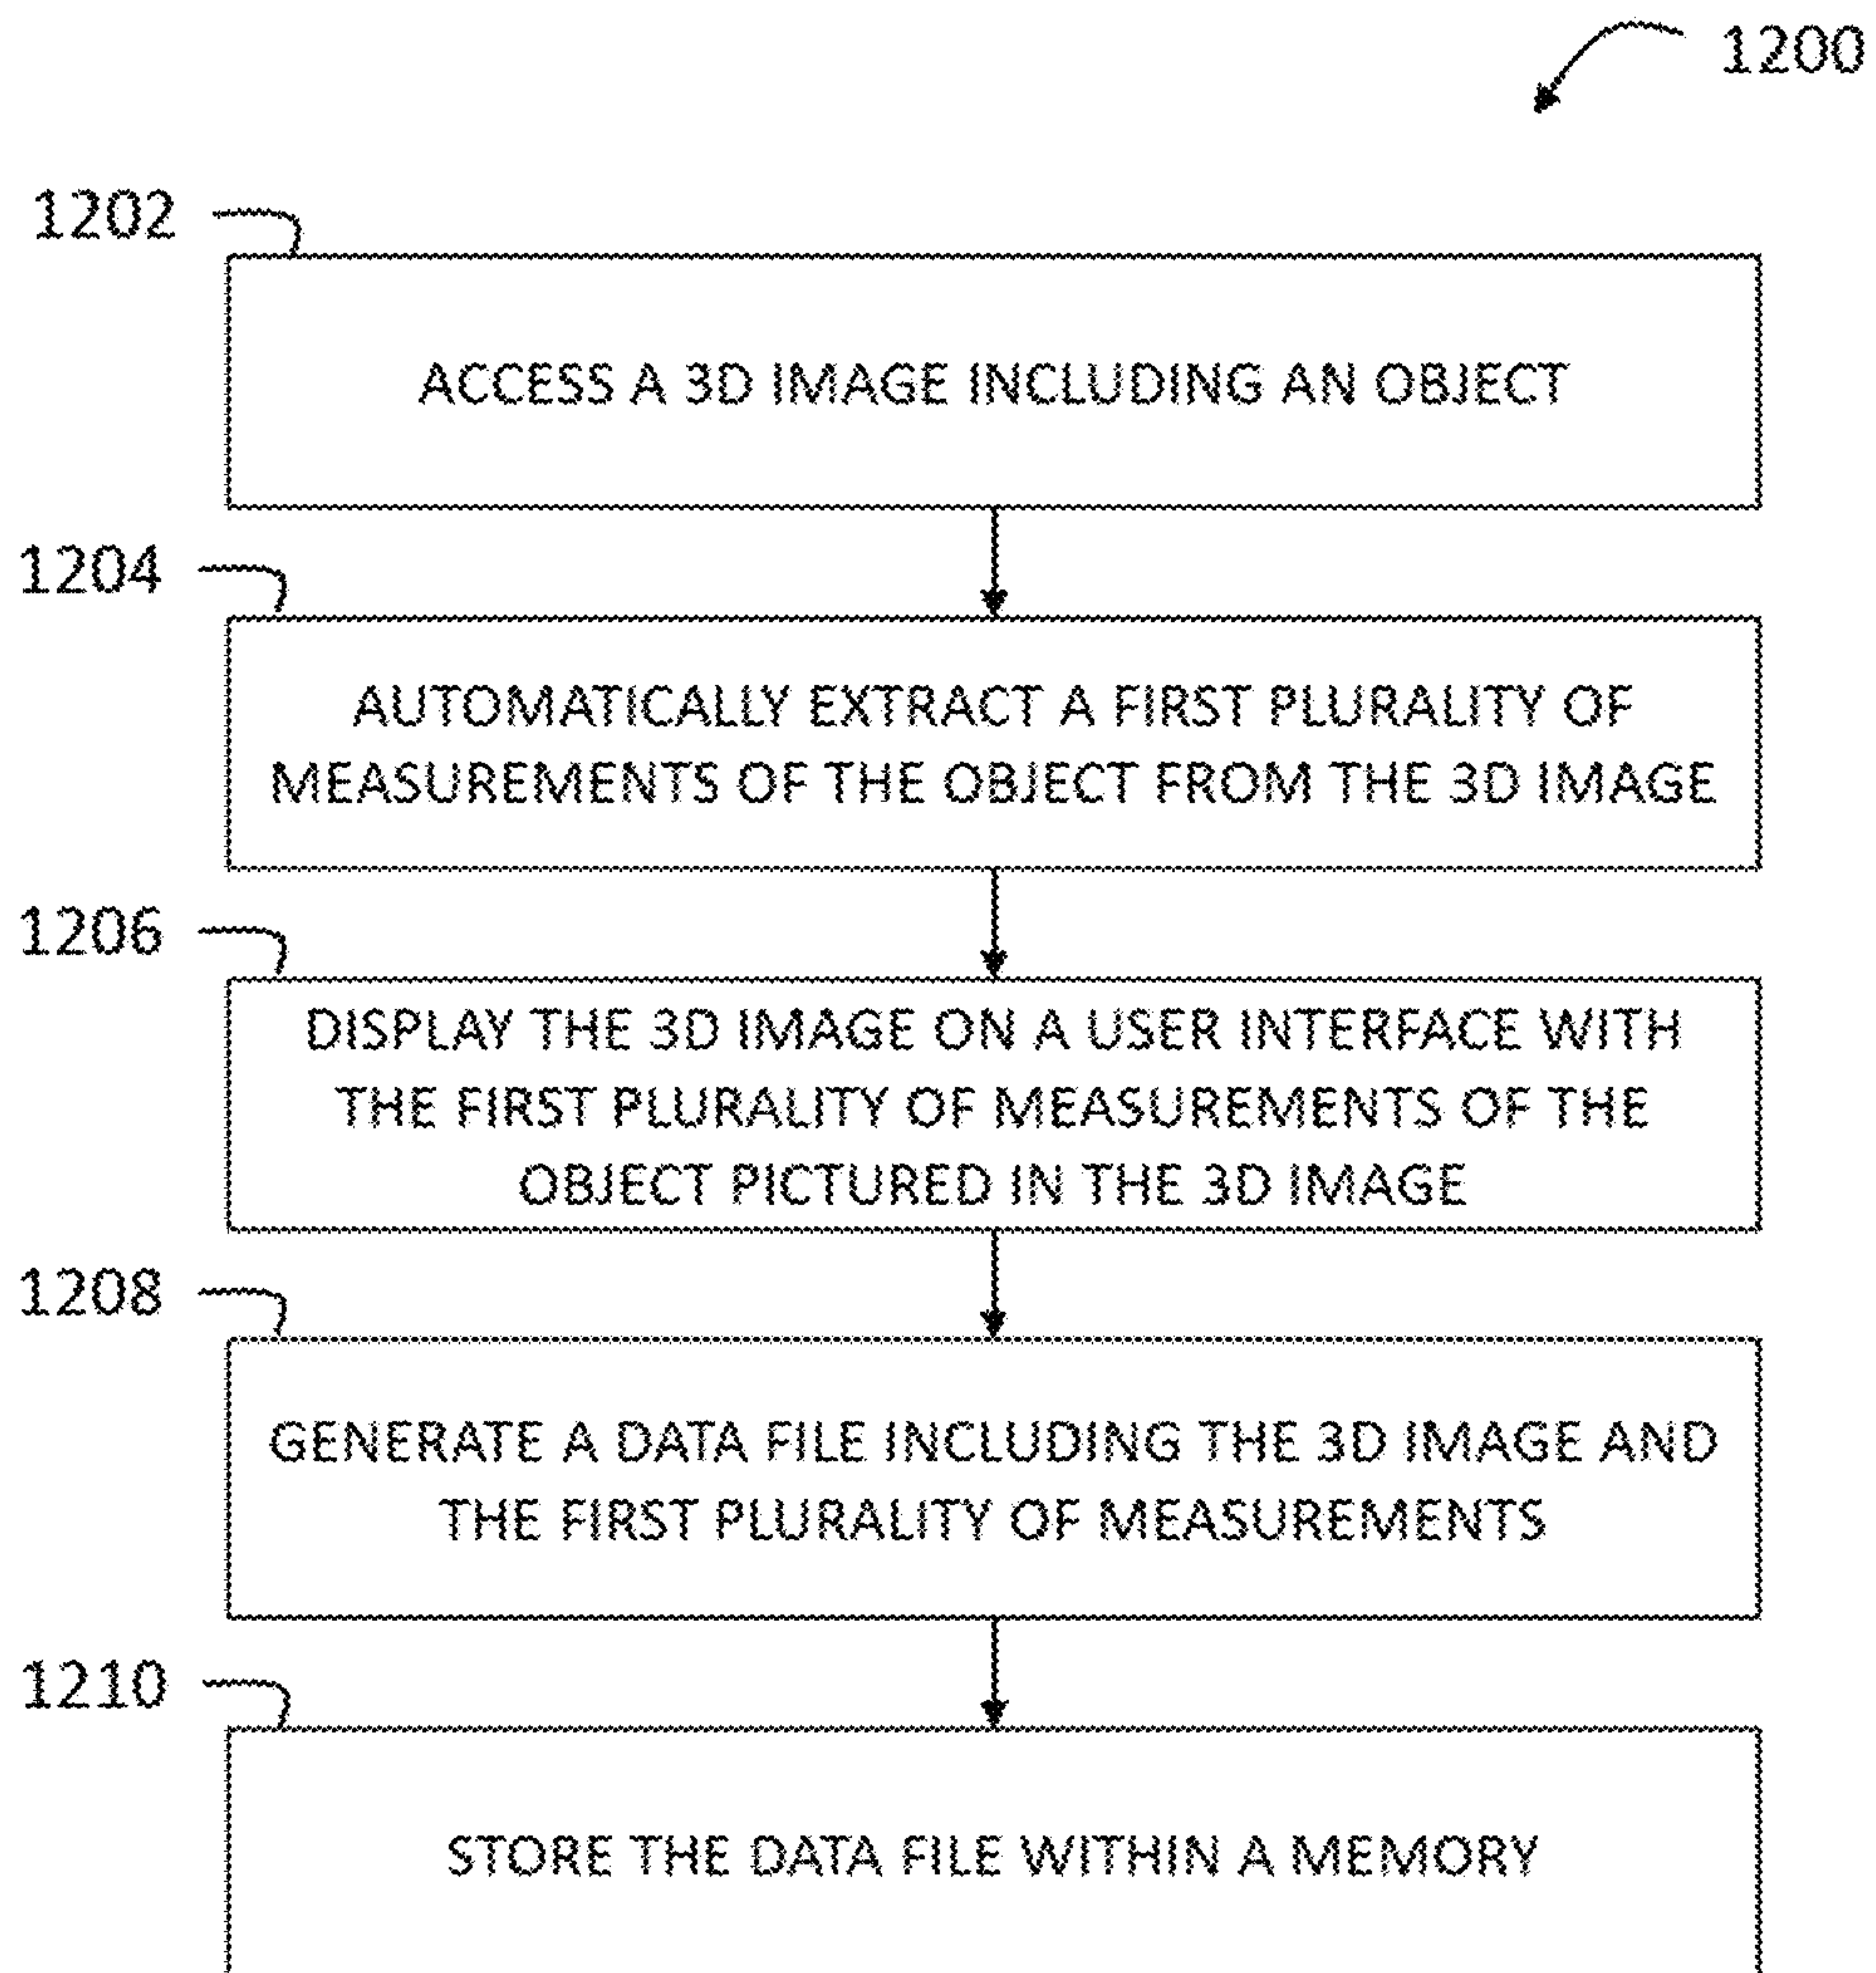 1200
1202
ACCESS A 3D IMAGE INCLUDING AN OBJECT
1204
AUTOMATICALLY EXTRACT A FIRST PLURALITY OF
MEASUREMENTS OF THE OBJECT FROM THE 3D IMAGE
1206
DISPLAY THE 3D IMAGE ON A USER INTERFACE WITH
THE FIRST PLURALITY OF MEASUREMENTS OF THE
OBJECT PICTURED IN THE 3D IMAGE
1208
GENERATE A DATA FILE INCLUDING THE 3D IMAGE AND
THE FIRST PLURALITY OF MEASUREMENTS
1210
STORE THE DATA FILE WITHIN A MEMORY